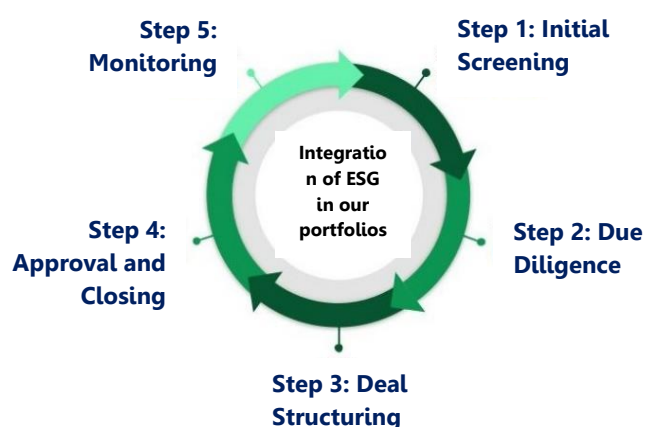 Step 5:
Monitoring
Step 1: Initial
Screening
Integratio
n of ESG
in our
portfolios
Step 4:
Approval and
Closing
Step 2: Due
Diligence
Step 3: Deal
Structuring